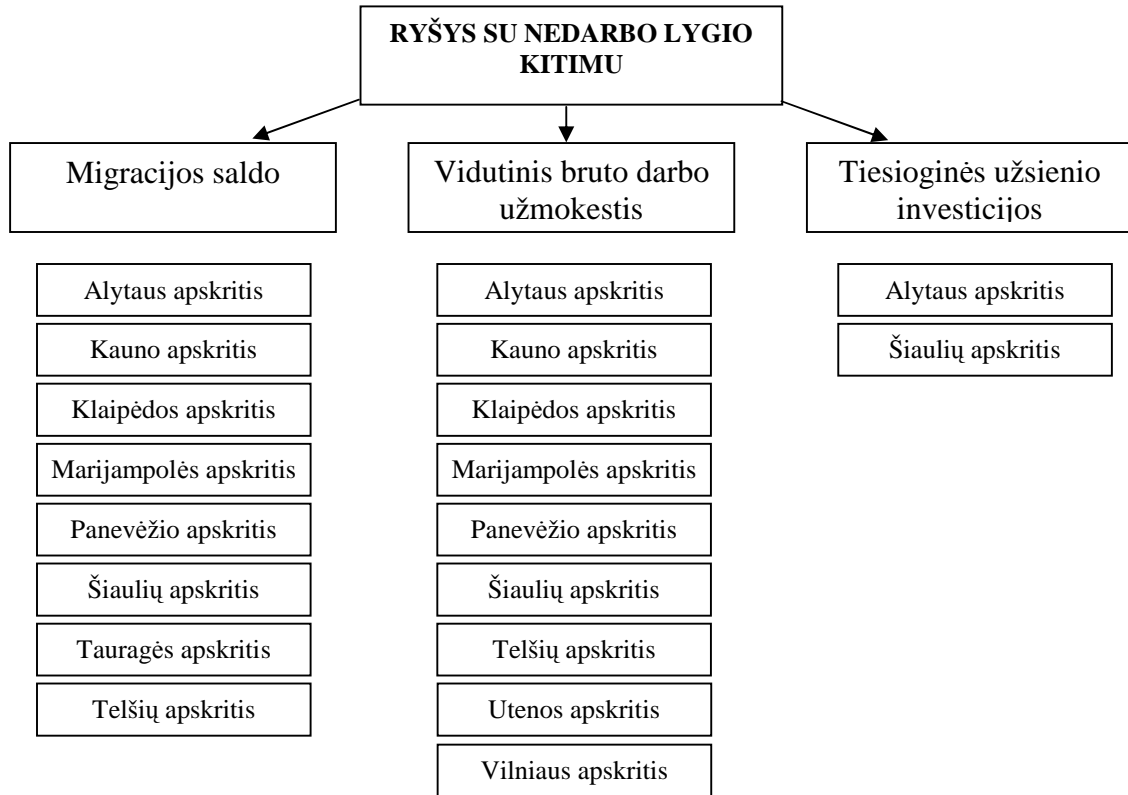 RYŠYS SU NEDARBO LYGIO
KITIMU
Migracijos saldo
Vidutinis bruto darbo
užmokestis
Tiesioginės užsienio
investicijos
Alytaus apskritis
Kauno apskritis
Klaipėdos apskritis
Marijampolės apskritis
Panevėžio apskritis
Šiaulių apskritis
Tauragės apskritis
Telšių apskritis
Alytaus apskritis
Kauno apskritis
Klaipėdos apskritis
Marijampolės apskritis
Panevėžio apskritis
Šiaulių apskritis
Telšių apskritis
Utenos apskritis
Vilniaus apskritis
Alytaus apskritis
Šiaulių apskritis